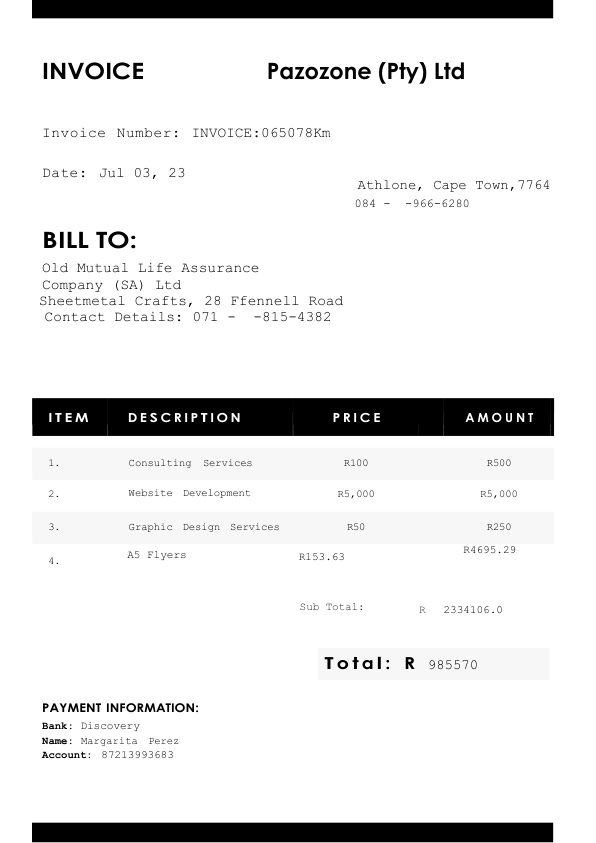 INVOICE Pazozone (Pty) Ltd
Invoice Number: INVOICE:065078Km
Date: Jul 03, 23
Athlone, Cape Town,7764
084 -  -966-6280
BILL TO:
Old Mutual Life Assurance
Company (SA) Ltd
Sheetmetal Crafts, 28 Ffennell Road
Contact Details: 071 -  -815-4382
ITEM DESCRIPTION PRICE AMOUNT
1. Consulting Services R100 R500
2. Website Development R5,000 R5,000
3. Graphic Design Services R50 R250
4. A5 Flyers R153.63 R4695.29
Sub Total: R 2334106.0
Total: R 985570
PAYMENT INFORMATION:
Bank: Discovery
Name: Margarita Perez
Account: 87213993683